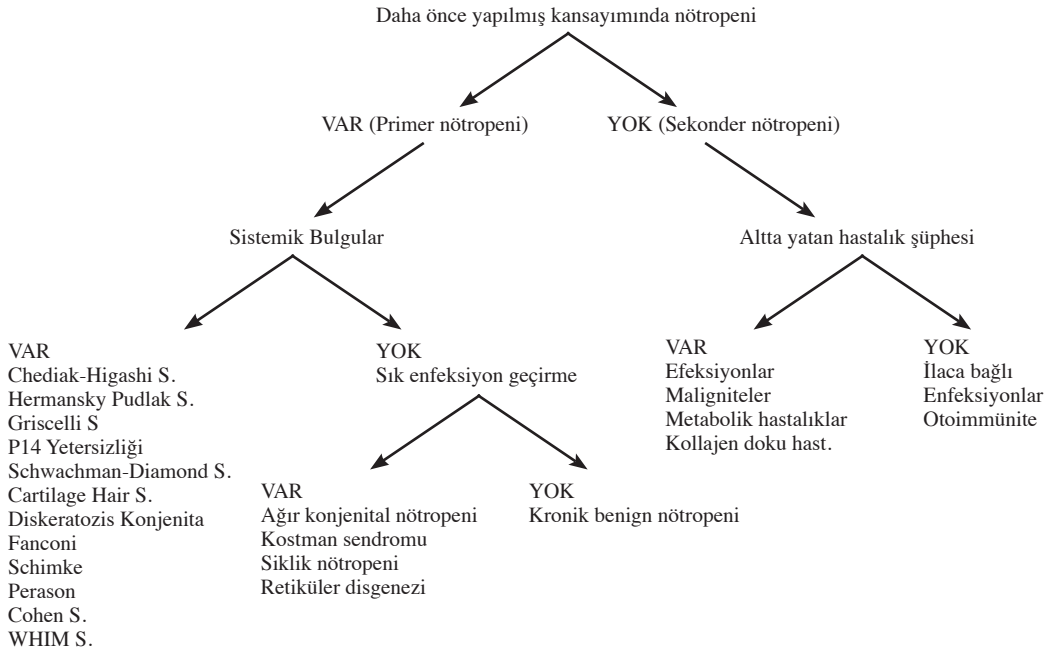 Daha önce yapılmış kansayımında nötropeni
VAR (Primer nötropeni)
YOK (Sekonder nötropeni)
Sistemik Bulgular
Altta yatan hastalık şüphesi
VAR
Chediak-Higashi S.
Hermansky Pudlak S.
Griscelli S
P14 Yetersizliği
Schwachman-Diamond S.
Cartilage Hair S.
Diskeratozis Konjenita
Fanconi
Schimke
Perason
Cohen S.
WHIM S.
YOK
Sık enfeksiyon geçirme
VAR
Ağır konjenital nötropeni
Kostman sendromu
Siklik nötropeni
Retiküler disgenezi
YOK
Kronik benign nötropeni
VAR
Efeksiyonlar
Maligniteler
Metabolik hastalıklar
Kollajen doku hast.
YOK
İlaca bağlı
Enfeksiyonlar
Otoimmünite